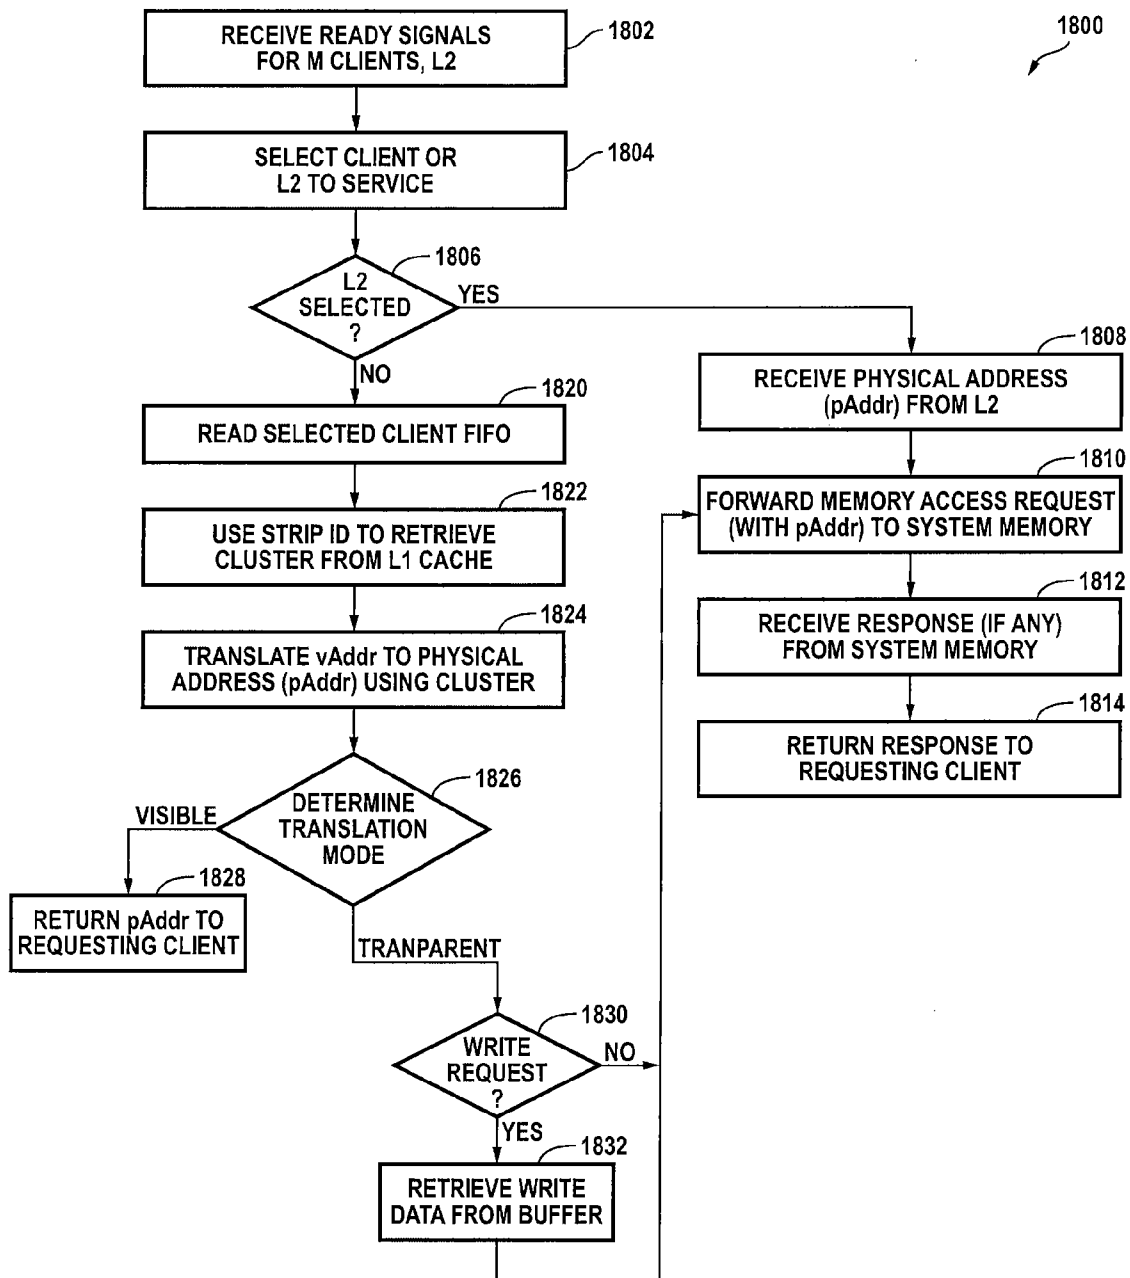 RECEIVE READY SIGNALS
FOR M CLIENTS, L2
1802
1800
SELECT CLIENT OR
L2 TO SERVICE
1804
L2
SELECTED
?
1806
YES
NO
1808
RECEIVE PHYSICAL ADDRESS
(pAddr) FROM L2
1810
FORWARD MEMORY ACCESS REQUEST
(WITH pAddr) TO SYSTEM MEMORY
1812
RECEIVE RESPONSE (IF ANY)
FROM SYSTEM MEMORY
1814
RETURN RESPONSE TO
REQUESTING CLIENT
1820
READ SELECTED CLIENT FIFO
1822
USE STRIP ID TO RETRIEVE
CLUSTER FROM L1 CACHE
1824
TRANSLATE vAddr TO PHYSICAL
ADDRESS (pAddr) USING CLUSTER
1826
DETERMINE
TRANSLATION
MODE
VISIBLE
1828
RETURN pAddr TO
REQUESTING CLIENT
TRANPARENT
1830
WRITE
REQUEST
?
NO
YES
1832
RETRIEVE WRITE
DATA FROM BUFFER